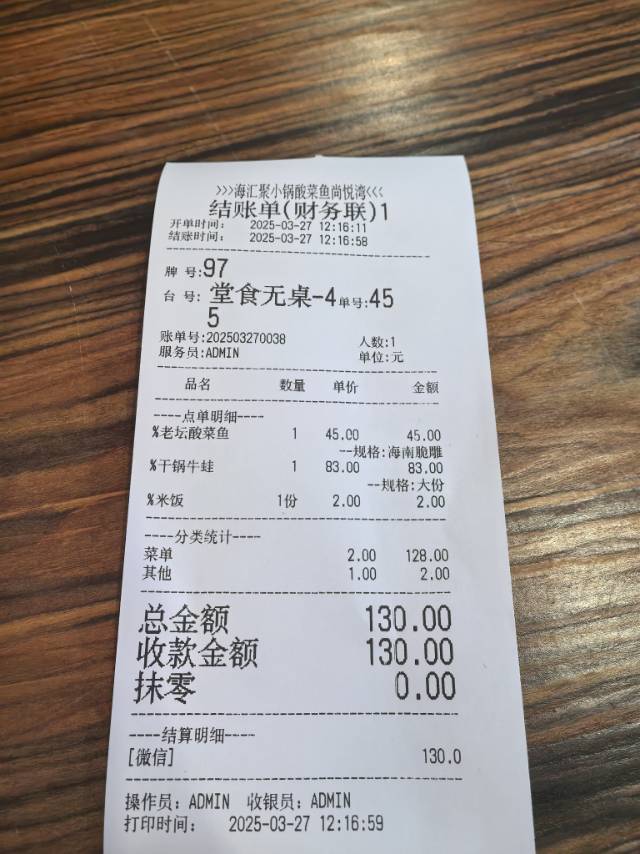 >>>海汇聚小锅酸菜鱼尚悦湾<<<
结账单(财务联)1
开单时间: 2025-03-27 12:16:11
结账时间: 2025-03-27 12:16:58
牌 号:97
台 号: 堂食无桌-4单号:45
5
账单号:202503270038 人数:1
服务员:ADMIN 单位:元
品名 数量 单价 金额
----点单明细----
%老坛酸菜鱼 1 45.00 45.00
--规格:海南脆雕
%干锅牛蛙 1 83.00 83.00
--规格:大份
%米饭 1份 2.00 2.00
----分类统计----
菜单 2.00 128.00
其他 1.00 2.00
总金额 130.00
收款金额 130.00
抹零 0.00
----结算明细----
[微信] 130.0
操作员: ADMIN 收银员: ADMIN
打印时间: 2025-03-27 12:16:59